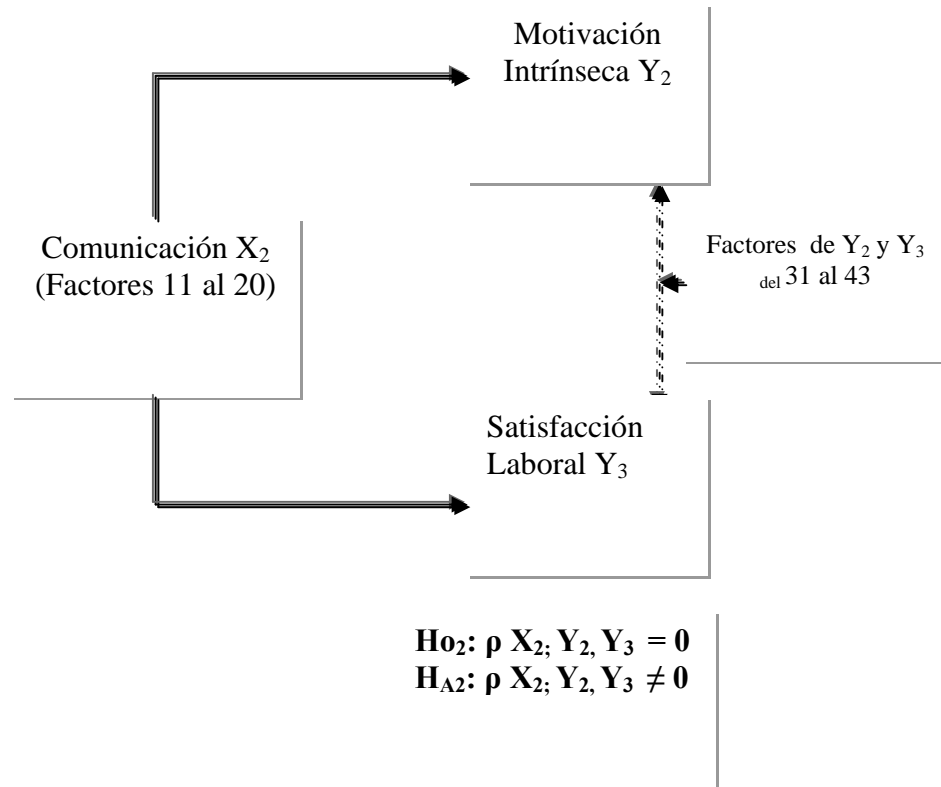 Motivación
Intrínseca Y₂
Comunicación X₂
(Factores 11 al 20)
Factores de Y₂ y Y₃
del 31 al 43
Satisfacción
Laboral Y₃
Ho₂: ρ X₂; Y₂, Y₃ = 0
H_A₂: ρ X₂; Y₂, Y₃ ≠ 0